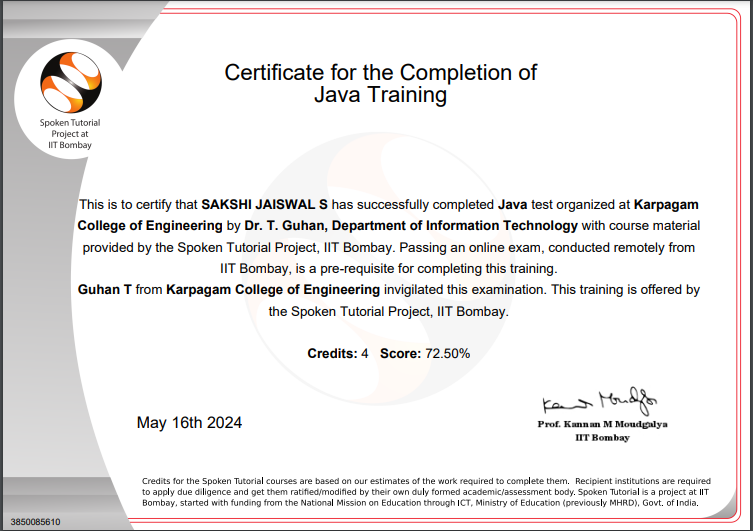 Certificate for the Completion of
Java Training
Spoken Tutorial
Project at
IIT Bombay
This is to certify that SAKSHI JAISWAL S has successfully completed Java test organized at Karpagam
College of Engineering by Dr. T. Guhan, Department of Information Technology with course material
provided by the Spoken Tutorial Project, IIT Bombay. Passing an online exam, conducted remotely from
IIT Bombay, is a pre-requisite for completing this training.
Guhan T from Karpagam College of Engineering invigilated this examination. This training is offered by
the Spoken Tutorial Project, IIT Bombay.
Credits: 4 Score: 72.50%
May 16th 2024
Prof. Kannan M Moudgalya
IIT Bombay
Credits for the Spoken Tutorial courses are based on our estimates of the work required to complete them. Recipient institutions are required
to apply due diligence and get them ratified/modified by their own duly formed academic/assessment body. Spoken Tutorial is a project at IIT
Bombay, started with funding from the National Mission on Education through ICT, Ministry of Education (previously MHRD), Govt. of India.
3850085610